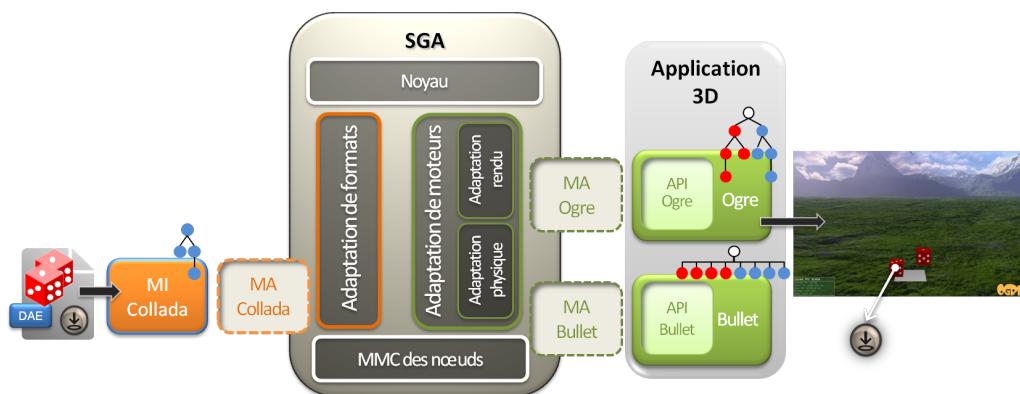 SGA
Noyau
Adaptation de formats
Adaptation de moteurs
Adaptation
rendu
Adaptation
physique
MMC des nœuds
DAE
MI
Collada
MA
Collada
MA
Ogre
MA
Bullet
Application
3D
API
Ogre
Ogre
API
Bullet
Bullet